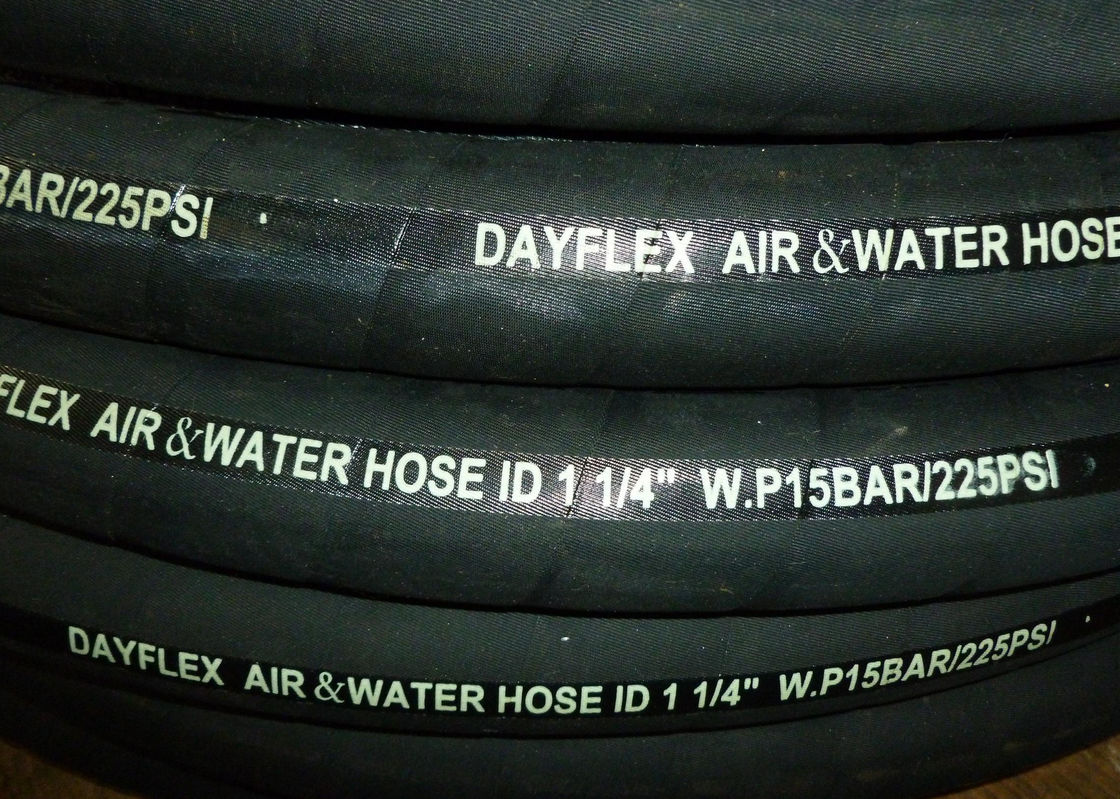 BAR/225PSI DAYFLEX AIR &WATER HOSE
FLEX AIR &WATER HOSE ID 1 1/4" W.P15BAR/225PSI
DAYFLEX AIR &WATER HOSE ID 1 1/4" W.P15BAR/225PSI